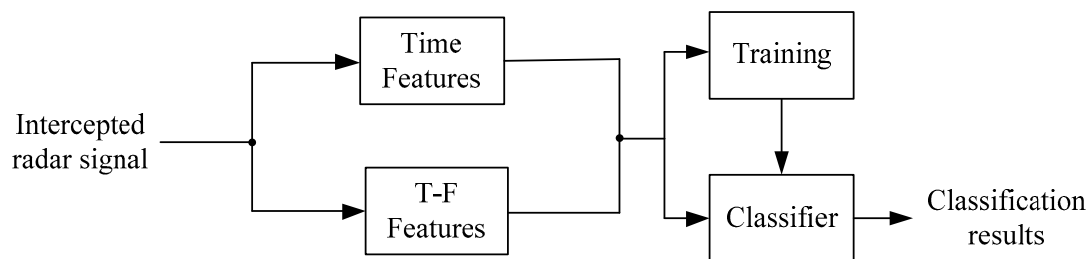 Intercepted
radar signal
Time
Features
T-F
Features
Training
Classifier
Classification
results